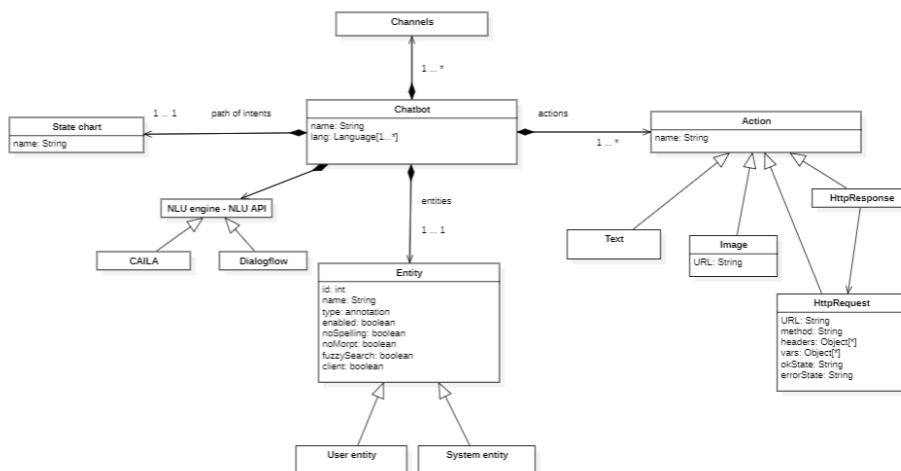 Channels
1 ... *
Chatbot
name: String
lang: Language[1...*]
1 ... 1
path of intents
State chart
name: String
actions
1 ... *
Action
name: String
NLU engine - NLU API
CAILA
Dialogflow
entities
1 ... 1
Entity
id: int
name: String
type: annotation
enabled: boolean
noSpelling: boolean
noMorpt: boolean
fuzzySearch: boolean
client: boolean
User entity
System entity
Text
Image
URL: String
HttpResponse
HttpRequest
URL: String
method: String
headers: Object[*]
vars: Object[*]
okState: String
errorState: String